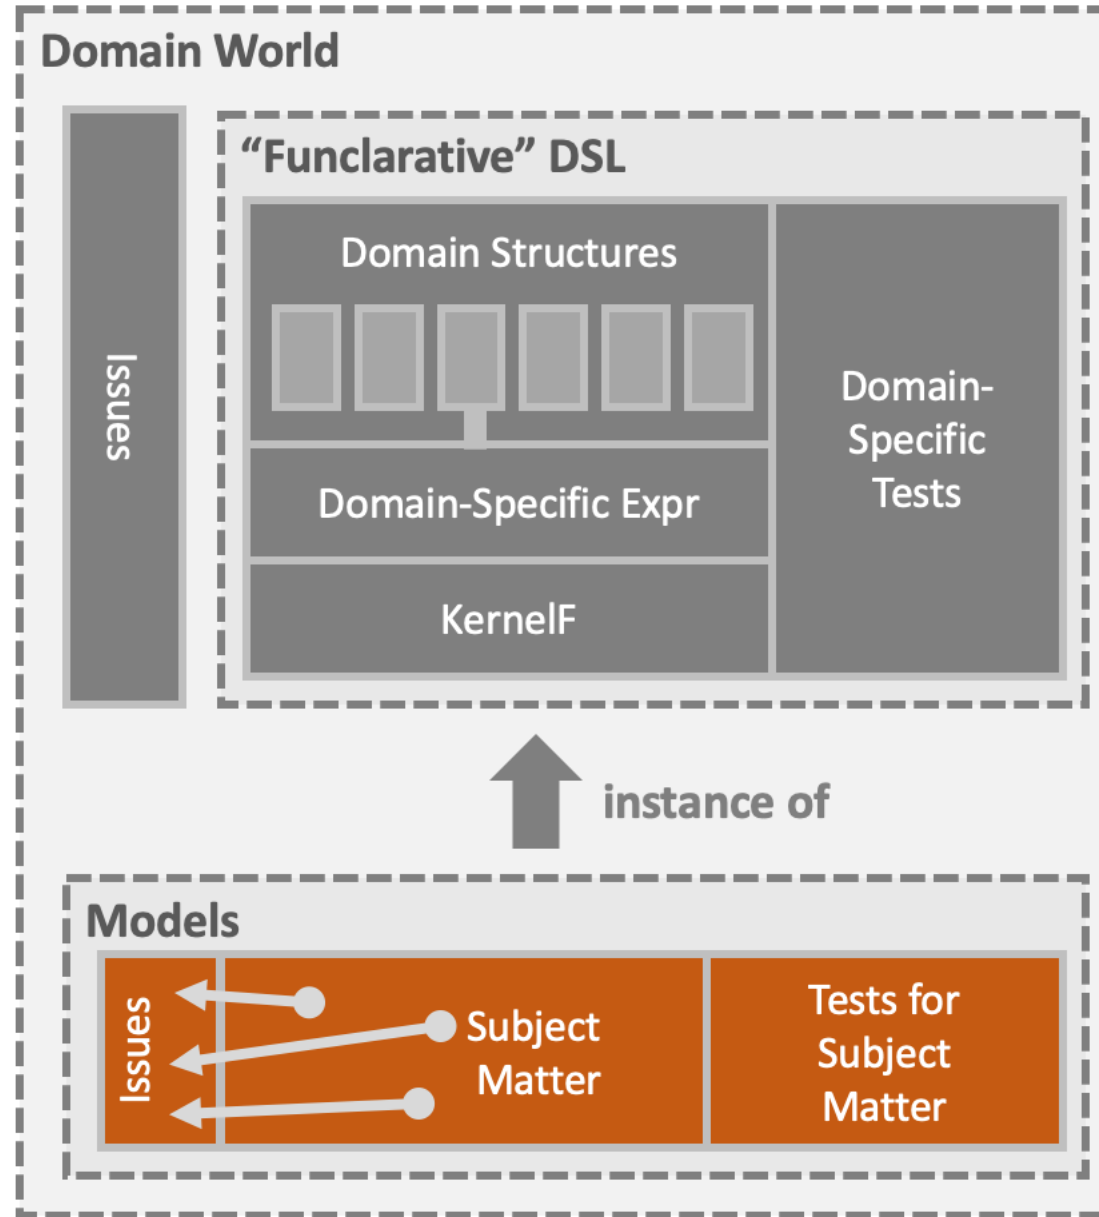 Domain World
Issues
“Funclarative” DSL
Domain Structures
Domain-Specific Expr
KernelF
Domain-
Specific
Tests
instance of
Models
Issues
Subject
Matter
Tests for
Subject
Matter